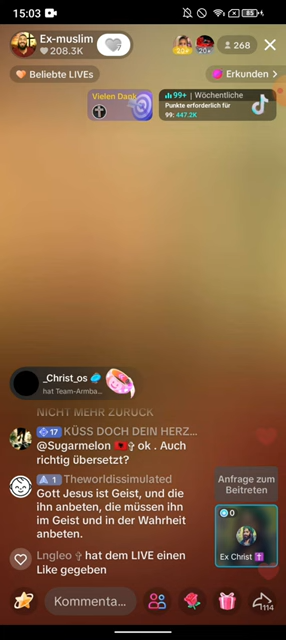 15:03
85
Ex-muslim
208.3K
20+
20+
268
Beliebte LIVEs
Erkunden
Vielen Dank
99+ | Wöchentliche
Punkte erforderlich für
99: 447.2K
_Christ_os
hat Team-Armba...
NICHT MEHR ZURÜCK
17 KÜSS DOCH DEIN HERZ...
@Sugarmelon 🇦🇱✞ ok . Auch
richtig übersetzt?
1 Theworldissimulated
Gott Jesus ist Geist, und die
ihn anbeten, die müssen ihn
im Geist und in der Wahrheit
anbeten.
Lngleo ✞ hat dem LIVE einen
Like gegeben
Anfrage zum
Beitreten
0
Ex Christ ✝️
Kommenta...
114